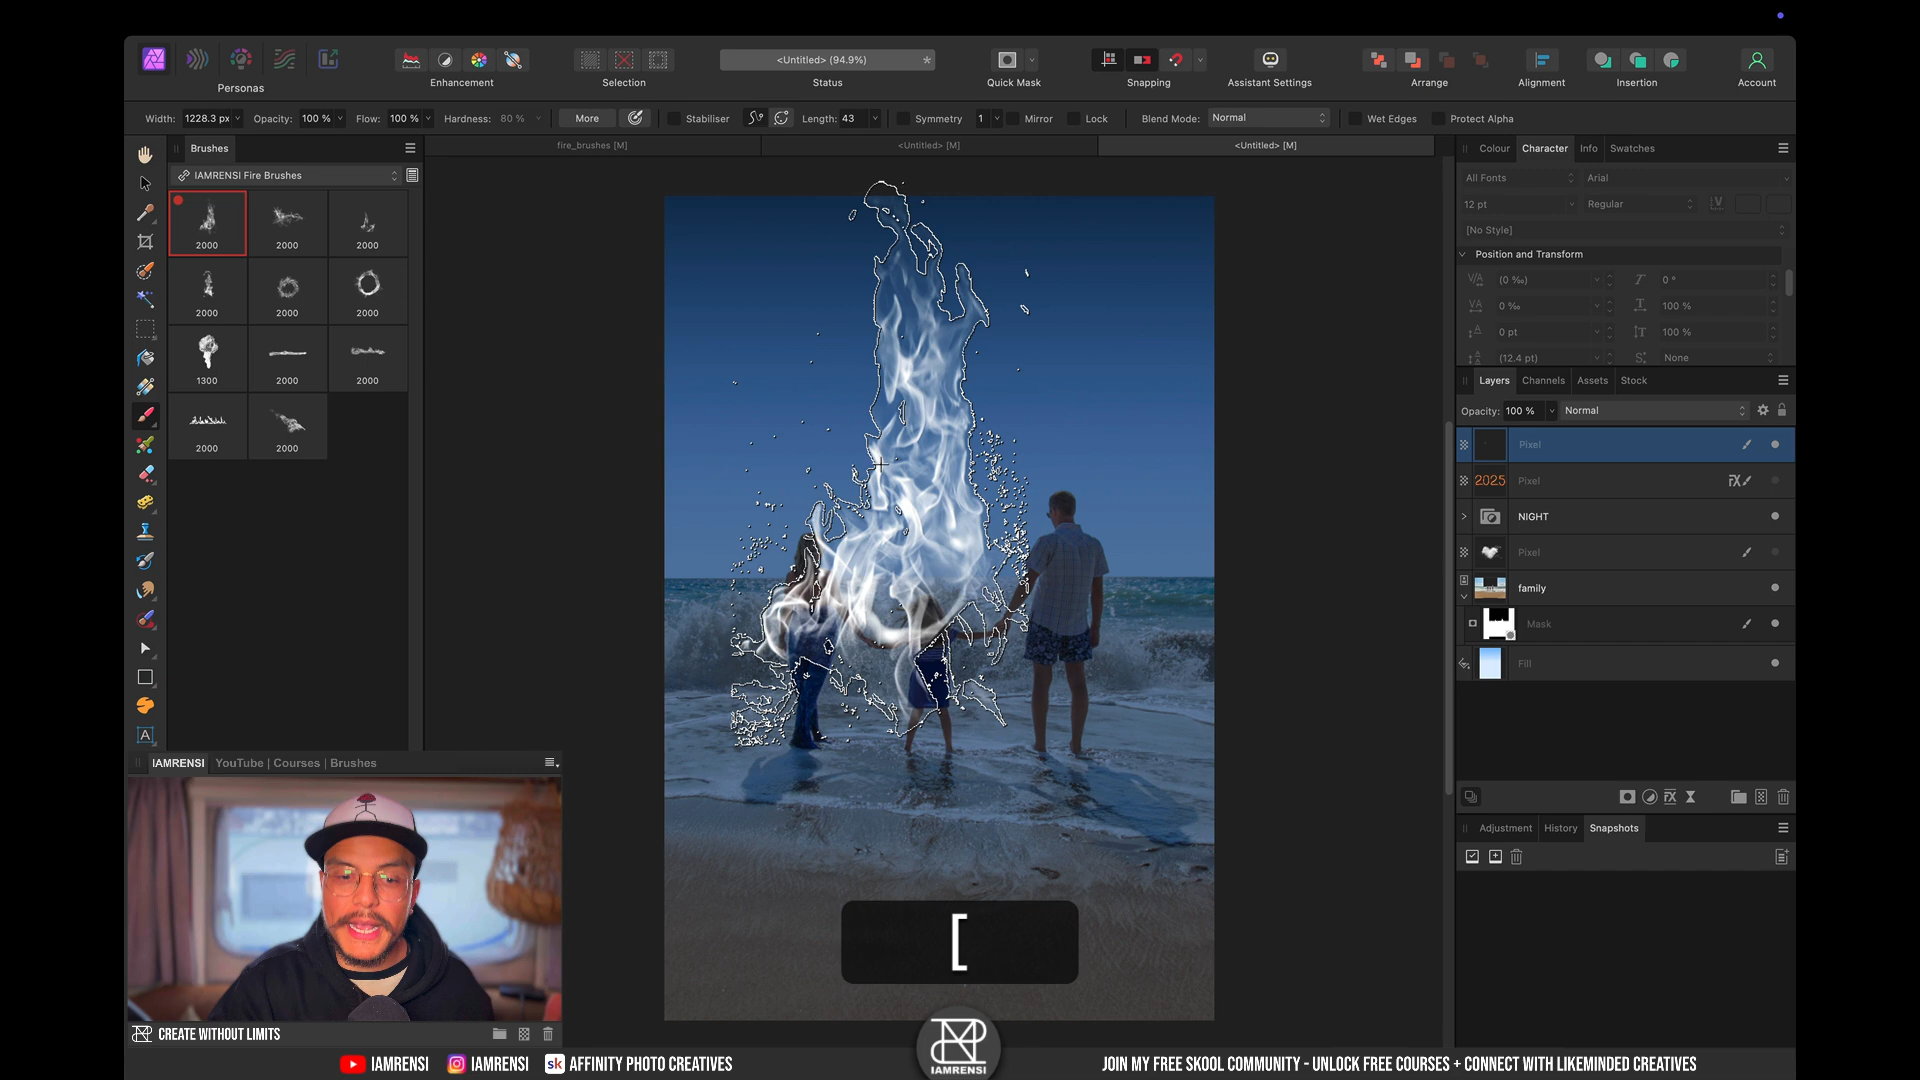 <Untitled> (94.9%)
*
Personas
Enhancement
Selection
Status
Quick Mask
Snapping
Assistant Settings
Arrange
Alignment
Insertion
Account
Width: 1228.3 px
Opacity: 100 %
Flow: 100 %
Hardness: 80 %
More
Stabiliser
Length: 43
Symmetry
1
Mirror
Lock
Blend Mode: Normal
Wet Edges
Protect Alpha
Brushes
fire_brushes [M]
<Untitled> [M]
<Untitled> [M]
IAMRENSI Fire Brushes
2000
2000
2000
2000
2000
2000
1300
2000
2000
2000
2000
Colour
Character
Info
Swatches
All Fonts
Arial
12 pt
Regular
[No Style]
Position and Transform
(0 ‰)
0 °
0 ‰
100 %
0 pt
100 %
(12.4 pt)
None
Layers
Channels
Assets
Stock
Opacity: 100 %
Normal
Pixel
2025
Pixel
FX
NIGHT
Pixel
family
Mask
Fill
FX
Adjustment
History
Snapshots
IAMRENSI
YouTube | Courses | Brushes
[
CREATE WITHOUT LIMITS
IAMRENSI
IAMRENSI
sk
AFFINITY PHOTO CREATIVES
IAMRENSI
JOIN MY FREE SKOOL COMMUNITY - UNLOCK FREE COURSES + CONNECT WITH LIKEMINDED CREATIVES